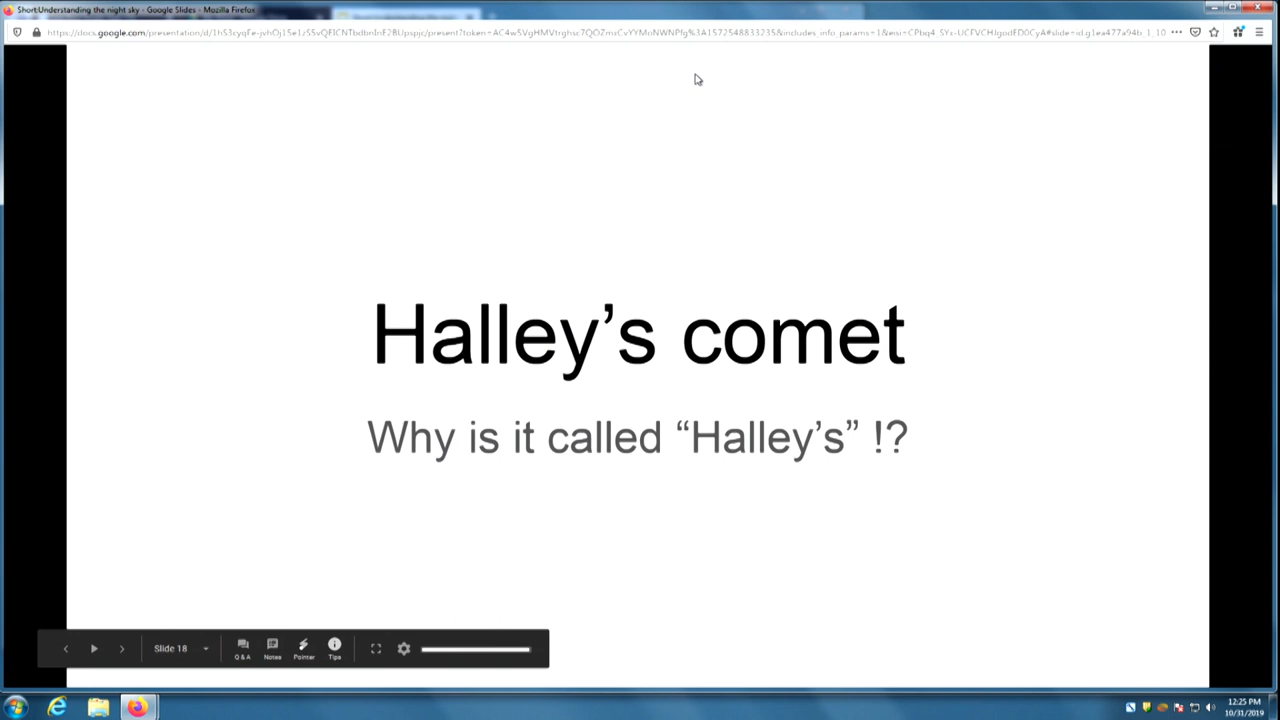 Short:Understanding the night sky - Google Slides - Mozilla Firefox
Halley’s comet
Why is it called “Halley’s” !?
Slide 18
Q & A
Notes
Pointer
Tips
12:25 PM
10/31/2019